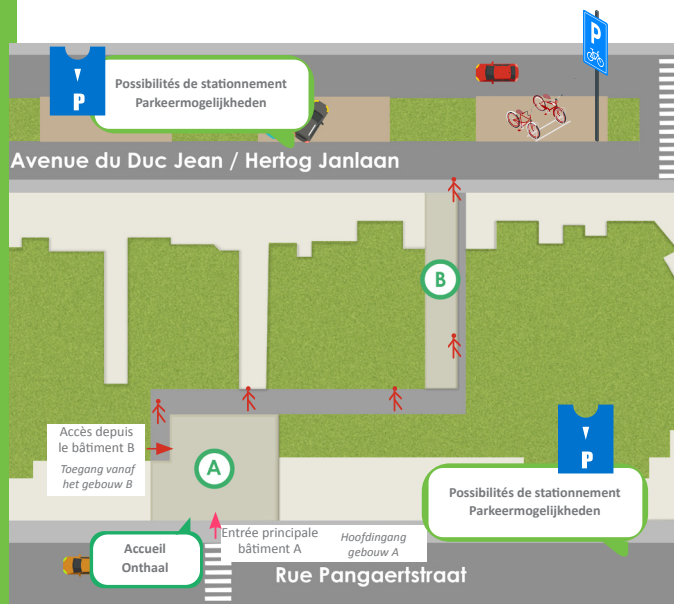 P
P
Possibilités de stationnement
Parkeermogelijkheden
Avenue du Duc Jean / Hertog Janlaan
B
Accès depuis
le bâtiment B
Toegang vanaf
het gebouw B
A
P
Possibilités de stationnement
Parkeermogelijkheden
Entrée principale
bâtiment A
Hoofdingang
gebouw A
Accueil
Onthaal
Rue Pangaertstraat